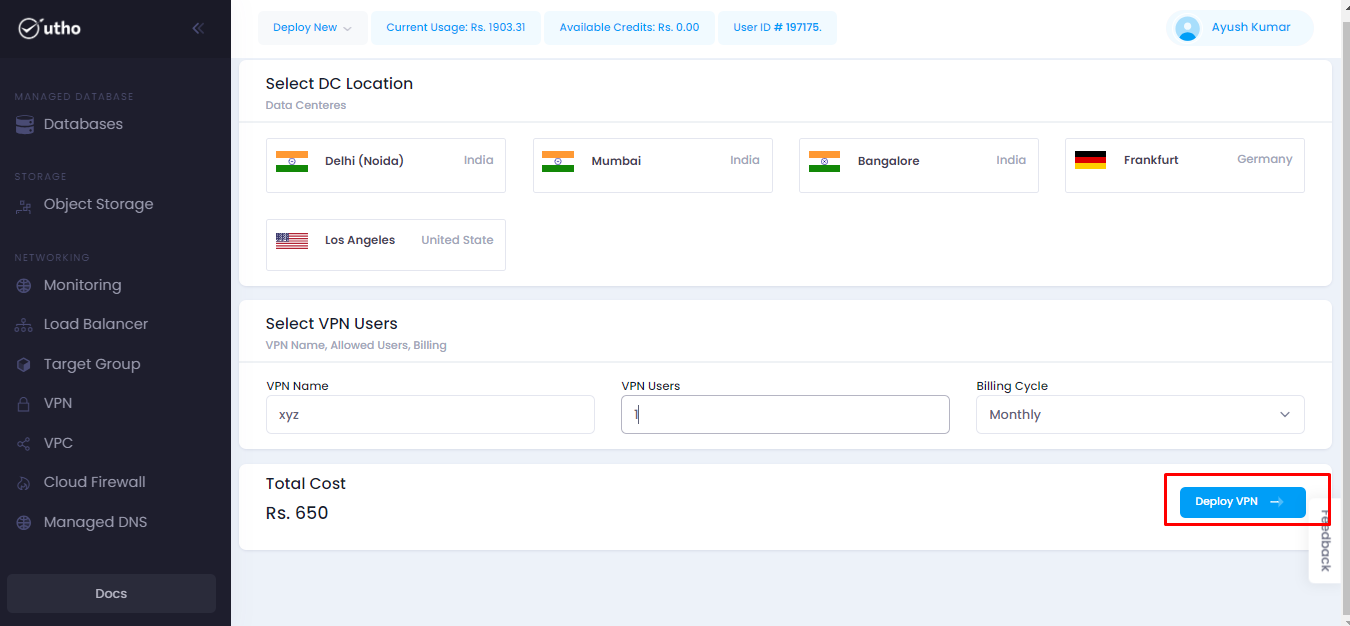 utho
Deploy New
Current Usage: Rs. 1903.31
Available Credits: Rs. 0.00
User ID # 197175.
Ayush Kumar
MANAGED DATABASE
Databases
STORAGE
Object Storage
NETWORKING
Monitoring
Load Balancer
Target Group
VPN
VPC
Cloud Firewall
Managed DNS
Docs
Select DC Location
Data Centeres
Delhi (Noida) India
Mumbai India
Bangalore India
Frankfurt Germany
Los Angeles United State
Select VPN Users
VPN Name, Allowed Users, Billing
VPN Name
xyz
VPN Users
1
Billing Cycle
Monthly
Total Cost
Rs. 650
Deploy VPN
Feedback